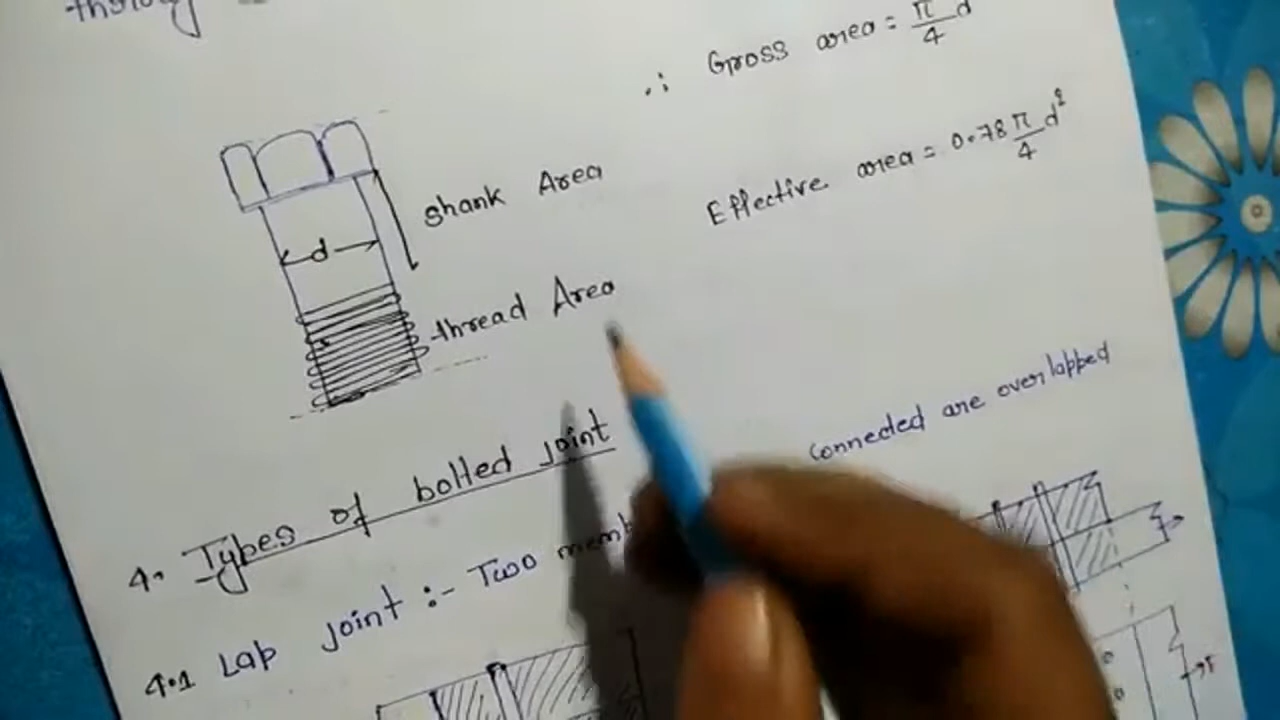 ∴ Gross area = π/4 d
Effective area = 0.78 π/4 d²
Shank Area
d
thread Area
4. Types of bolted joint
4.1 Lap joint :- Two memb
connected are overlapped